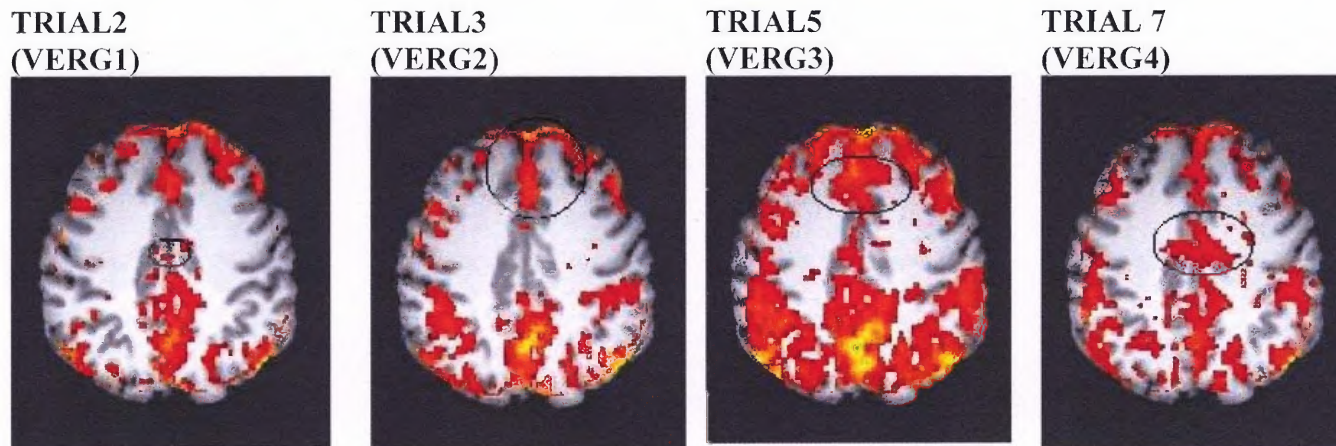 TRIAL2
(VERG1)
TRIAL3
(VERG2)
TRIAL5
(VERG3)
TRIAL 7
(VERG4)